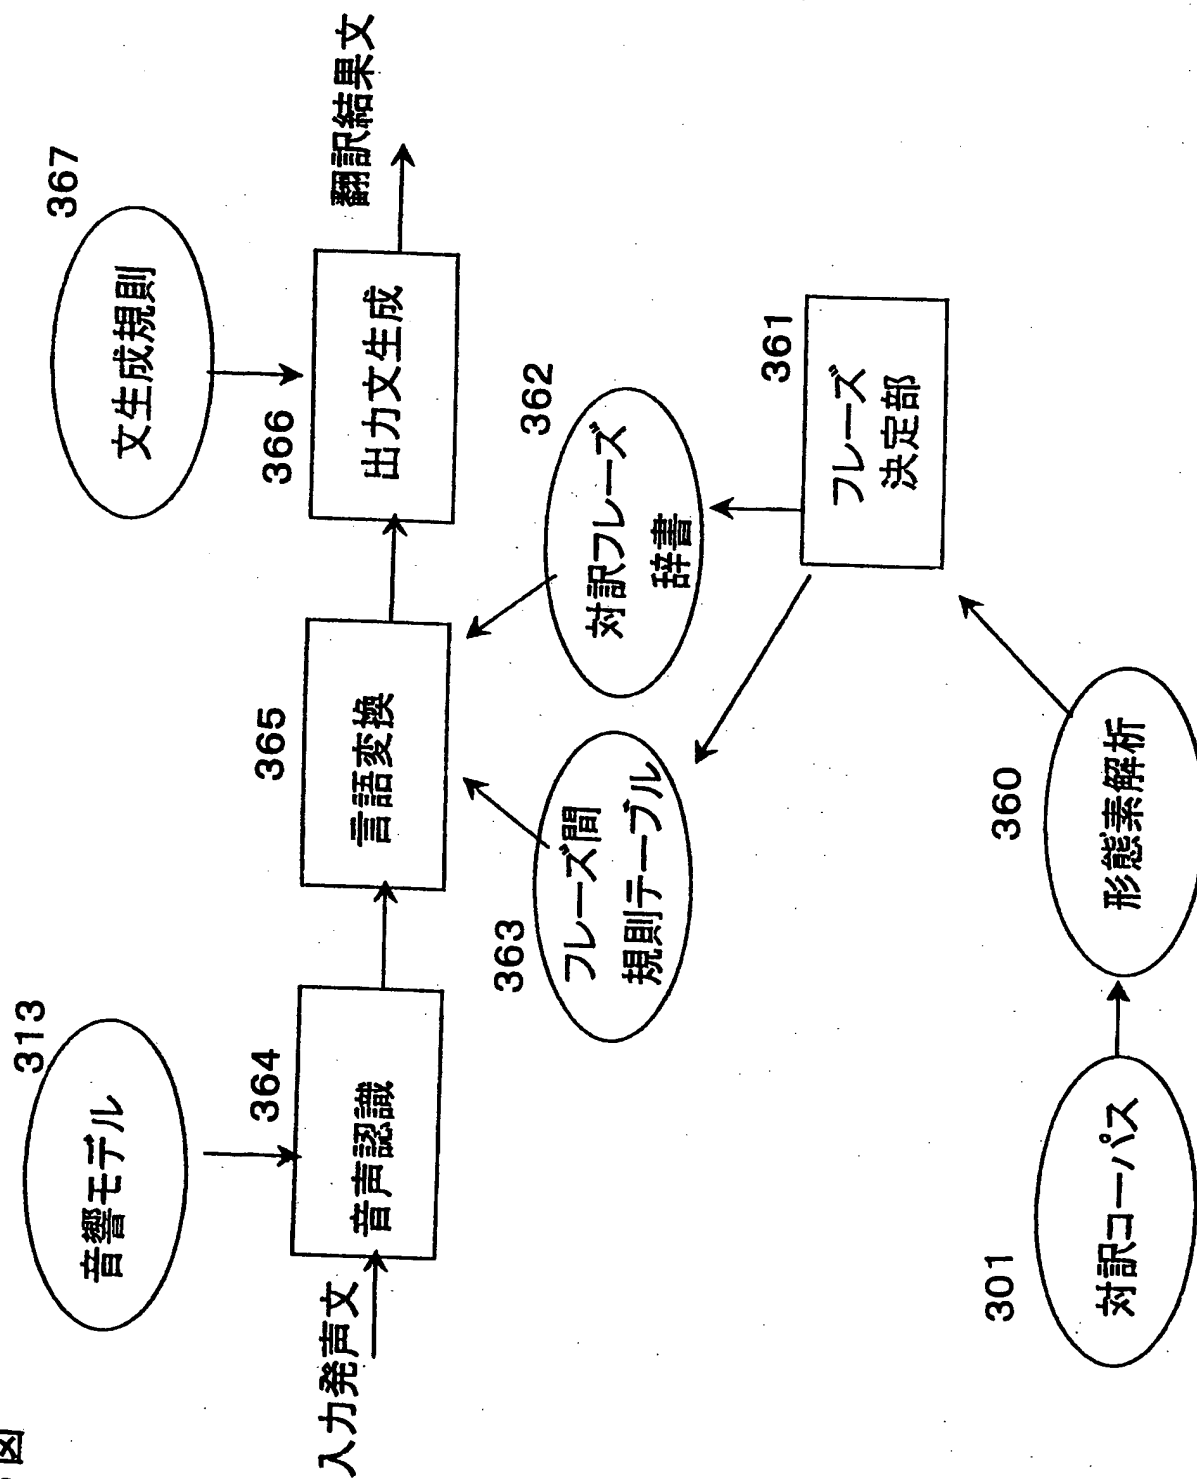 図
313
音響モデル
367
文生成規則
364
365
366
入力発声文
音声認識
言語変換
出力文生成
翻訳結果文
363
フレーズ間
規則テーブル
362
対訳フレーズ
辞書
361
フレーズ
決定部
301
対訳コーパス
360
形態素解析